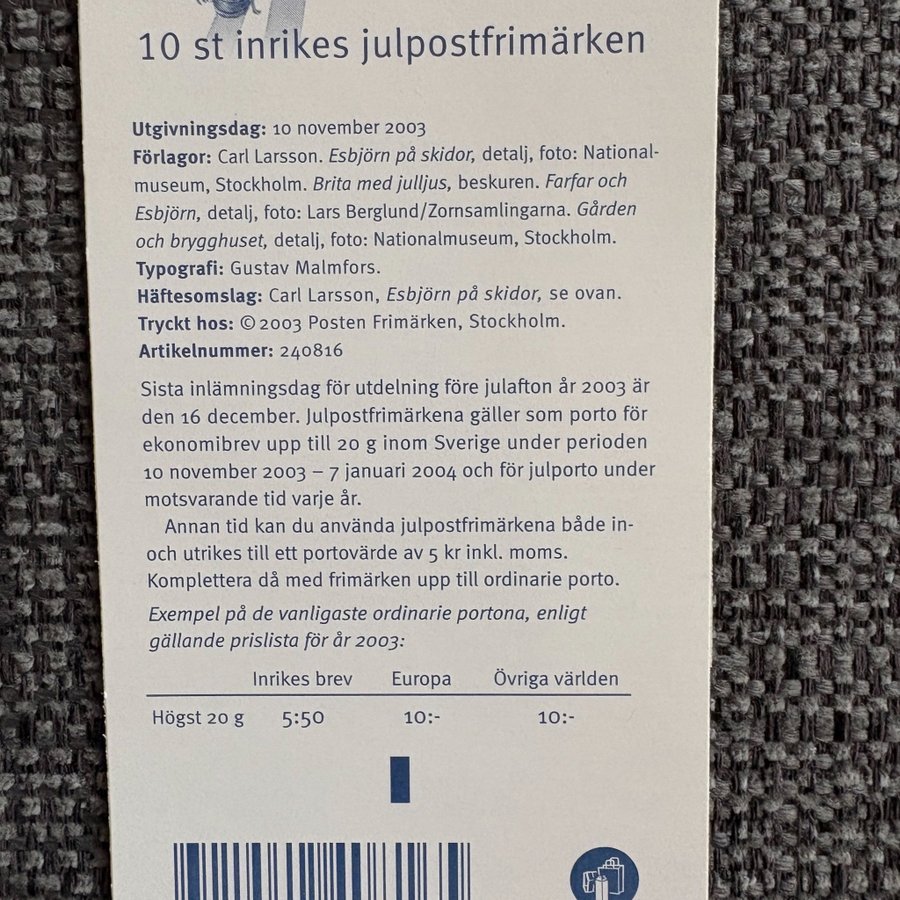 10 st inrikes julpostfrimärken
Utgivningsdag: 10 november 2003
Förlagor: Carl Larsson. Esbjörn på skidor, detalj, foto: National-
museum, Stockholm. Brita med julljus, beskuren. Farfar och
Esbjörn, detalj, foto: Lars Berglund/Zornsamlingarna. Gården
och brygghuset, detalj, foto: Nationalmuseum, Stockholm.
Typografi: Gustav Malmfors.
Häftesomslag: Carl Larsson, Esbjörn på skidor, se ovan.
Tryckt hos: © 2003 Posten Frimärken, Stockholm.
Artikelnummer: 240816
Sista inlämningsdag för utdelning före julafton år 2003 är
den 16 december. Julpostfrimärkena gäller som porto för
ekonomibrev upp till 20 g inom Sverige under perioden
10 november 2003 – 7 januari 2004 och för julporto under
motsvarande tid varje år.
Annan tid kan du använda julpostfrimärkena både in-
och utrikes till ett portovärde av 5 kr inkl. moms.
Komplettera då med frimärken upp till ordinarie porto.
Exempel på de vanligaste ordinarie portona, enligt
gällande prislista för år 2003:
Inrikes brev Europa Övriga världen
Högst 20 g 5:50 10:- 10:-